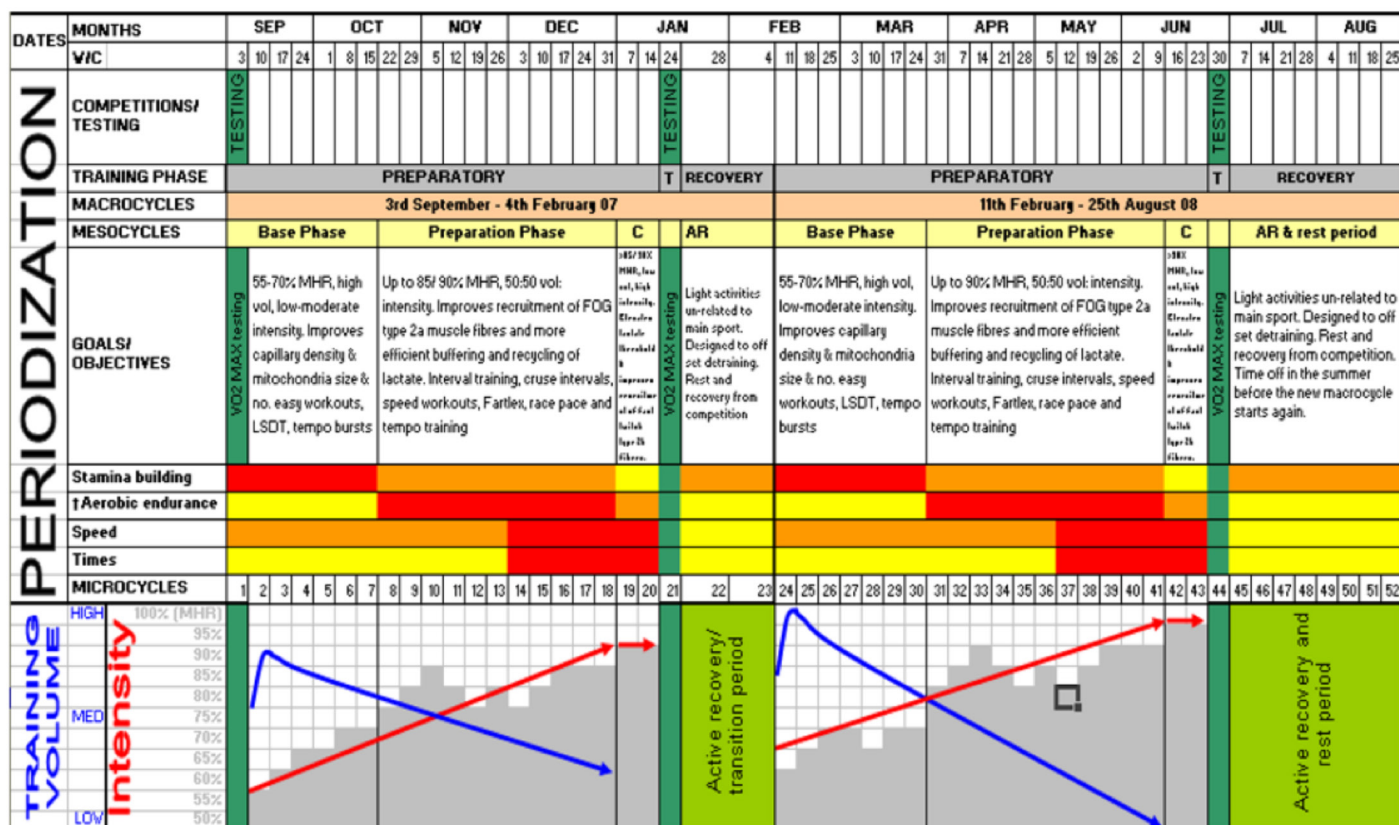 DATES MONTHS SEP OCT NOV DEC JAN FEB MAR APR MAY JUN JUL AUG
W/C 3 10 17 24 1 8 15 22 29 5 12 19 26 3 10 17 24 31 7 14 24 28 4 11 18 25 3 10 17 24 31 7 14 21 28 5 12 19 26 2 9 16 23 30 7 14 21 28 4 11 18 25
PERIODIZATION
COMPETITIONS/
TESTING
TESTING
TESTING
TESTING
TRAINING PHASE PREPARATORY T RECOVERY PREPARATORY T RECOVERY
MACROCYCLES 3rd September - 4th February 07 11th February - 25th August 08
MESOCYCLES Base Phase Preparation Phase C AR Base Phase Preparation Phase C AR & rest period
GOALS/
OBJECTIVES
VO2 MAX testing
55-70% MHR, high
vol, low-moderate
intensity. Improves
capillary density &
mitochondria size &
no. easy workouts,
LSDT, tempo bursts
Up to 85/ 90% MHR, 50:50 vol:
intensity. Improves recruitment of FOG
type 2a muscle fibres and more
efficient buffering and recycling of
lactate. Interval training, cruse intervals,
speed workouts, Fartlex, race pace and
tempo training
VO2 MAX testing
Light activities
un-related to
main sport.
Designed to off
set detraining.
Rest and
recovery from
competition
55-70% MHR, high vol,
low-moderate
intensity.
Improves capillary
density & mitochondria
size & no. easy
workouts, LSDT, tempo
bursts
Up to 90% MHR, 50:50 vol: intensity.
Improves recruitment of FOG type 2a
muscle fibres and more efficient
buffering and recycling of lactate.
Interval training, cruse intervals, speed
workouts, Fartlex, race pace and
tempo training
VO2 MAX testing
Light activities un-related to
main sport. Designed to off
set detraining. Rest and
recovery from competition.
Time off in the summer
before the new macrocycle
starts again.
Stamina building
†Aerobic endurance
Speed
Times
MICROCYCLES 1 2 3 4 5 6 7 8 9 10 11 12 13 14 15 16 17 18 19 20 21 22 23 24 25 26 27 28 29 30 31 32 33 34 35 36 37 38 39 40 41 42 43 44 45 46 47 48 49 50 51 52
TRAINING
VOLUME
HIGH
MED
LOW
Intensity
100% (MHR)
95%
90%
85%
80%
75%
70%
65%
60%
55%
50%
Active recovery/
transition period
Active recovery and
rest period